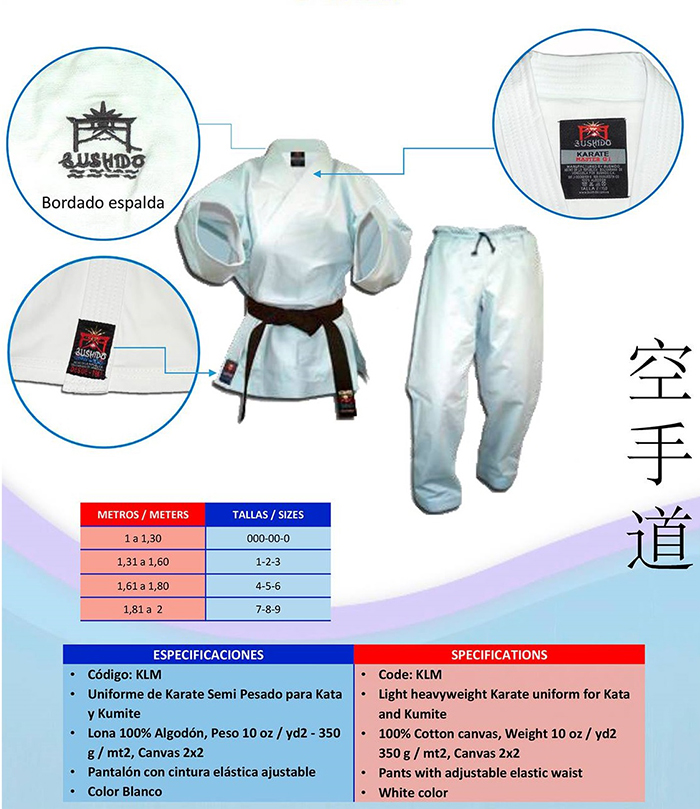 BUSHIDO
Bordado espalda
BUSHIDO
KARATE
MASTER GI
BUSHIDO
空手道
METROS / METERS TALLAS / SIZES
1 a 1,30 000-00-0
1,31 a 1,60 1-2-3
1,61 a 1,80 4-5-6
1,81 a 2 7-8-9
ESPECIFICACIONES
• Código: KLM
• Uniforme de Karate Semi Pesado para Kata
y Kumite
• Lona 100% Algodón, Peso 10 oz / yd2 - 350
g / mt2, Canvas 2x2
• Pantalón con cintura elástica ajustable
• Color Blanco
SPECIFICATIONS
• Code: KLM
• Light heavyweight Karate uniform for Kata
and Kumite
• 100% Cotton canvas, Weight 10 oz / yd2
350 g / mt2, Canvas 2x2
• Pants with adjustable elastic waist
• White color